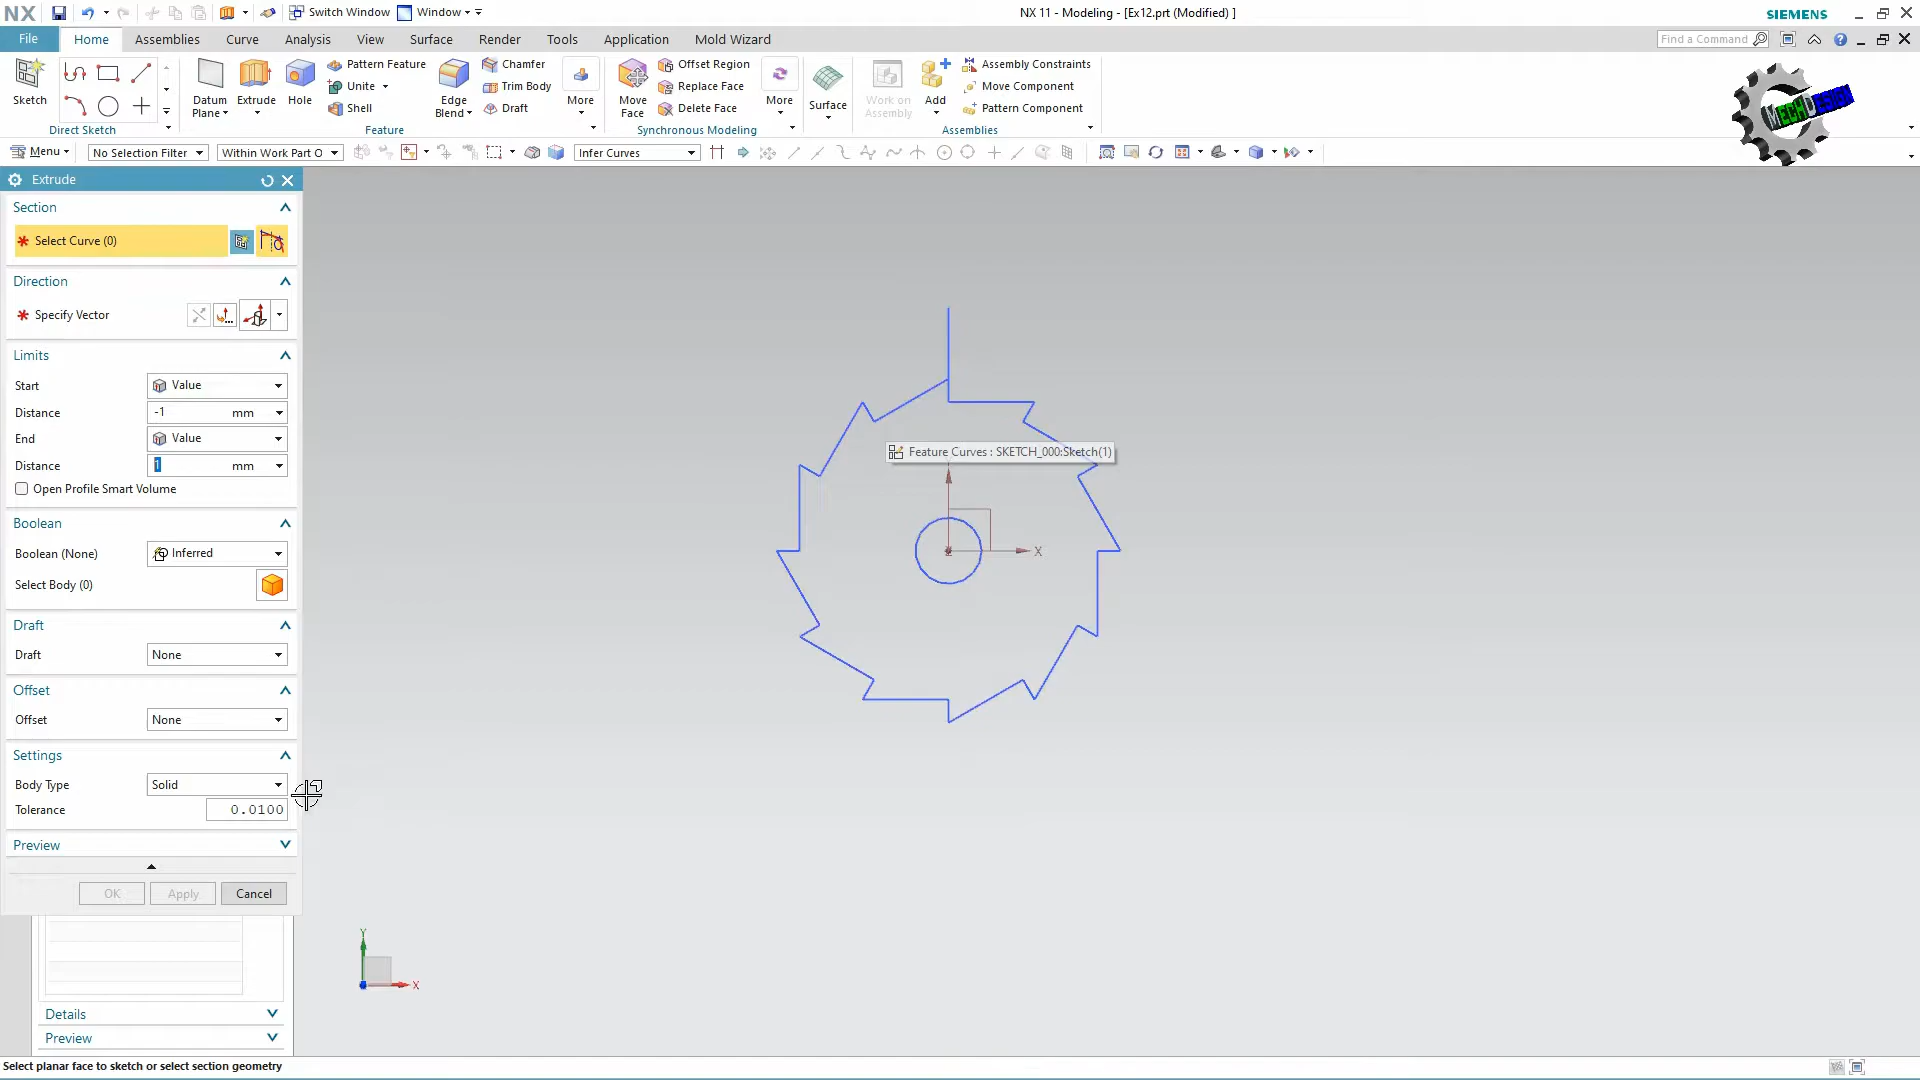 NX
Switch Window
Window
NX 11 - Modeling - [Ex12.prt (Modified) ]
SIEMENS
File
Home
Assemblies
Curve
Analysis
View
Surface
Render
Tools
Application
Mold Wizard
Find a Command
Sketch
Direct Sketch
Datum
Plane
Extrude
Hole
Pattern Feature
Unite
Shell
Edge
Blend
Chamfer
Trim Body
Draft
More
Feature
Move
Face
Offset Region
Replace Face
Delete Face
More
Synchronous Modeling
Surface
Work on
Assembly
Add
Assembly Constraints
Move Component
Pattern Component
Assemblies
MECHDESIGN
Menu
No Selection Filter
Within Work Part O
Infer Curves
Extrude
Section
Select Curve (0)
Direction
Specify Vector
Limits
Start
Value
Distance
-1
mm
End
Value
Distance
1
mm
Open Profile Smart Volume
Boolean
Boolean (None)
Inferred
Select Body (0)
Draft
Draft
None
Offset
Offset
None
Settings
Body Type
Solid
Tolerance
0.0100
Preview
OK
Apply
Cancel
Details
Preview
Feature Curves : SKETCH_000:Sketch(1)
X
Y
X
Select planar face to sketch or select section geometry